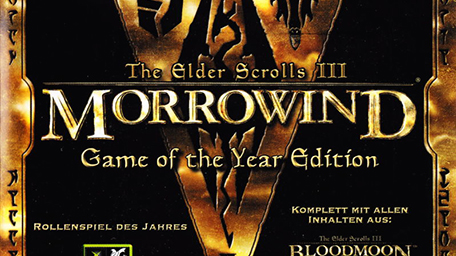 The Elder Scrolls III
MORROWIND
Game of the Year Edition
ROLLENSPIEL DES JAHRES
KOMPLETT MIT ALLEN
INHALTEN AUS:
The Elder Scrolls III
BLOODMOON